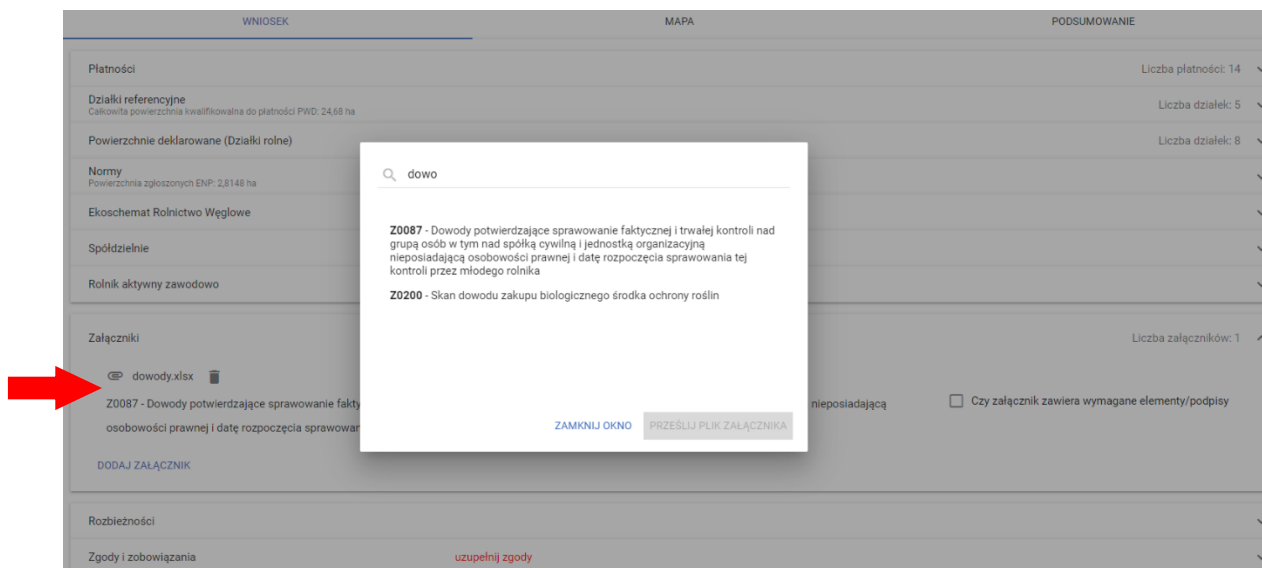 WNIOSEK MAPA PODSUMOWANIE
Płatności Liczba płatności: 14
Działki referencyjne
Całkowita powierzchnia kwalifikowalna do płatności PWD: 24,68 ha
Liczba działek: 5
Powierzchnie deklarowane (Działki rolne) Liczba działek: 8
Normy
Powierzchnia zgłoszonych ENP: 2,8148 ha
Ekoschemat Rolnictwo Węglowe
Spółdzielnie
Rolnik aktywny zawodowo
dowo
Z0087 - Dowody potwierdzające sprawowanie faktycznej i trwałej kontroli nad
grupą osób w tym nad spółką cywilną i jednostką organizacyjną
nieposiadającą osobowości prawnej i datę rozpoczęcia sprawowania tej
kontroli przez młodego rolnika
Z0200 - Skan dowodu zakupu biologicznego środka ochrony roślin
ZAMKNIJ OKNO PRZEŚLIJ PLIK ZAŁĄCZNIKA
Załączniki Liczba załączników: 1
dowody.xlsx
Z0087 - Dowody potwierdzające sprawowanie fakty nieposiadającą
osobowości prawnej i datę rozpoczęcia sprawowan
Czy załącznik zawiera wymagane elementy/podpisy
DODAJ ZAŁĄCZNIK
Rozbieżności
Zgody i zobowiązania uzupełnij zgody